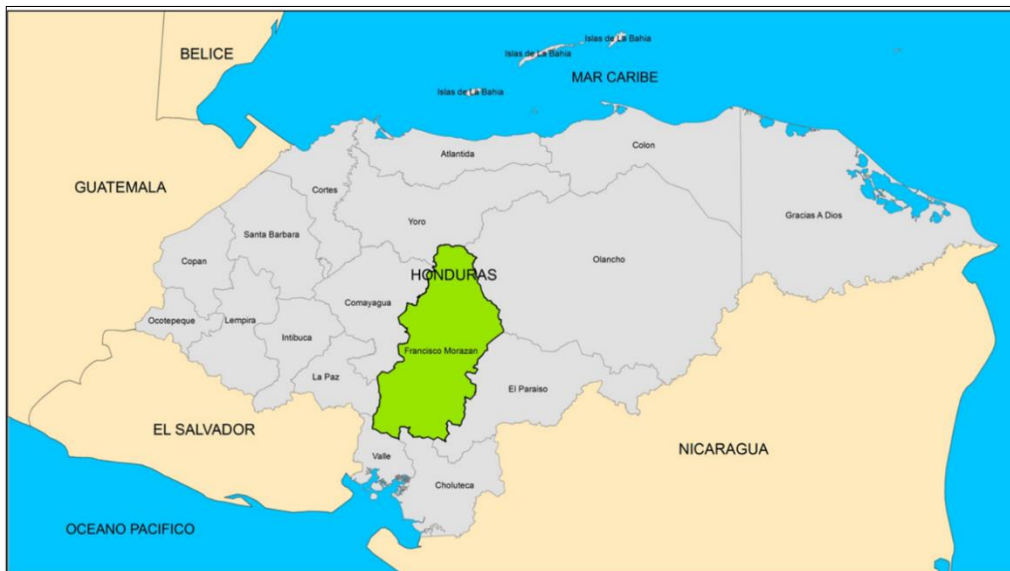 Islas de La Bahia
BELICE
Islas de La Bahia
MAR CARIBE
Islas de La Bahia
Atlantida
Colon
Cortes
GUATEMALA
Gracias A Dios
Yoro
Santa Barbara
Copan
Olancho
HONDURAS
Comayagua
Ocotepeque
Lempira
Intibuca
Francisco Morazan
La Paz
El Paraiso
EL SALVADOR
NICARAGUA
Valle
Choluteca
OCEANO PACIFICO